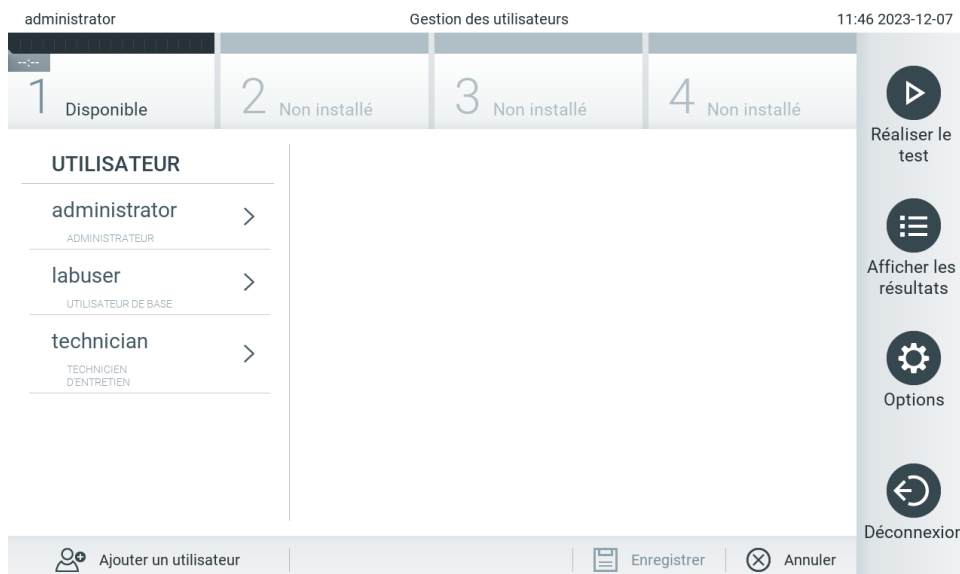 administrator
Gestion des utilisateurs
11:46 2023-12-07
--:--
1 Disponible
2 Non installé
3 Non installé
4 Non installé
UTILISATEUR
administrator
ADMINISTRATEUR
labuser
UTILISATEUR DE BASE
technician
TECHNICIEN
D'ENTRETIEN
Réaliser le
test
Afficher les
résultats
Options
Déconnexion
Ajouter un utilisateur
Enregistrer
Annuler